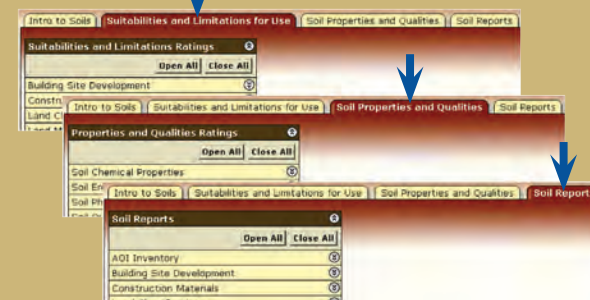 Intro to Soils Suitabilities and Limitations for Use Soil Properties and Qualities Soil Reports
Suitabilities and Limitations Ratings
Open All Close All
Building Site Development
Land
Intro to Soils Suitabilities and Limitations for Use Soil Properties and Qualities Soil Reports
Properties and Qualities Ratings
Open All Close All
Soil Chemical Properties
Soil
Soil
Intro to Soils Suitabilities and Limitations for Use Soil Properties and Qualities Soil
Soil Reports
Open All Close All
AOI Inventory
Building Site Development
Construction Materials